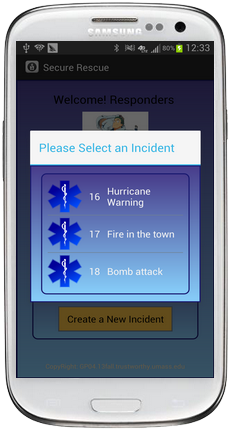 SAMSUNG
80% 12:33
Secure Rescue
Welcome! Responders
Please Select an Incident
16 Hurricane
Warning
17 Fire in the town
18 Bomb attack
Create a New Incident